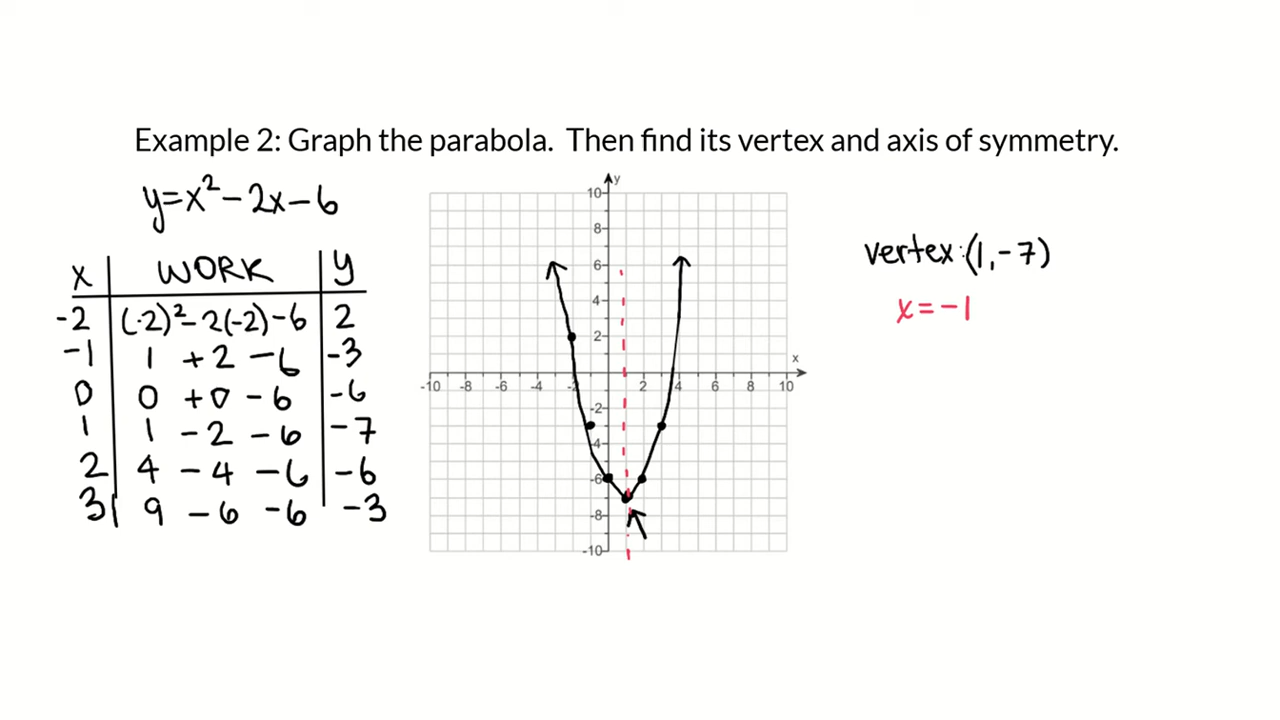 Example 2: Graph the parabola. Then find its vertex and axis of symmetry.
y=x²-2x-6
x WORK y
-2 (-2)²-2(-2)-6 2
-1 1 +2 -6 -3
0 0 +0 -6 -6
1 1 -2 -6 -7
2 4 -4 -6 -6
3 9 -6 -6 -3
y
10
8
6
4
2
x
-10 -8 -6 -4 -2 2 4 6 8 10
-2
-4
-6
-8
-10
vertex:(1,-7)
x=-1